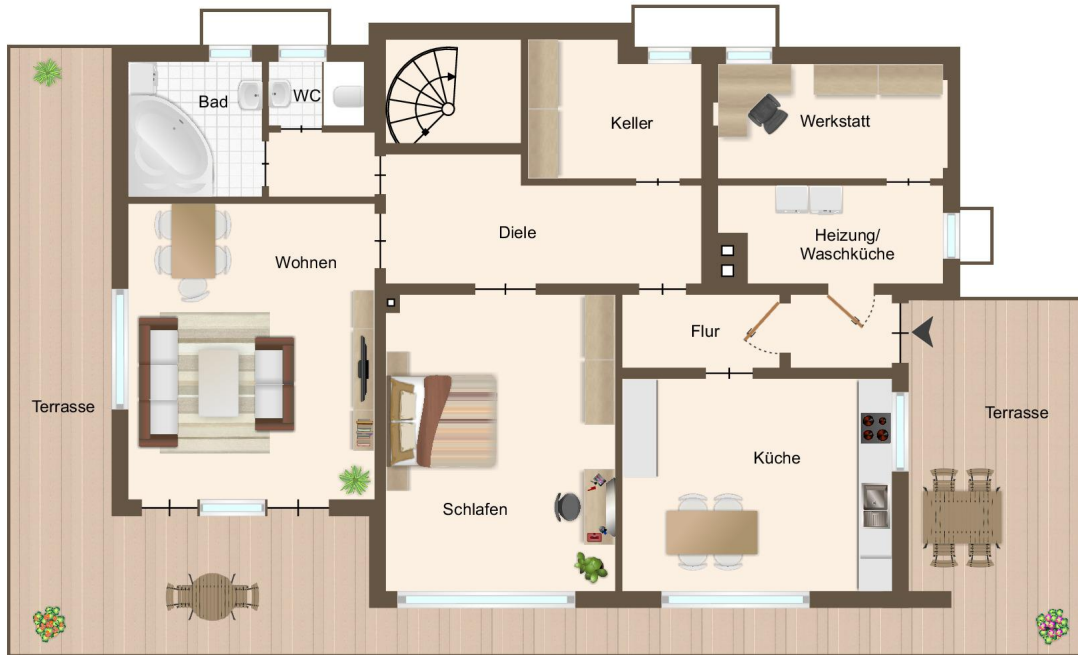 Bad
WC
Keller
Werkstatt
Diele
Heizung/
Waschküche
Wohnen
Flur
Terrasse
Terrasse
Küche
Schlafen